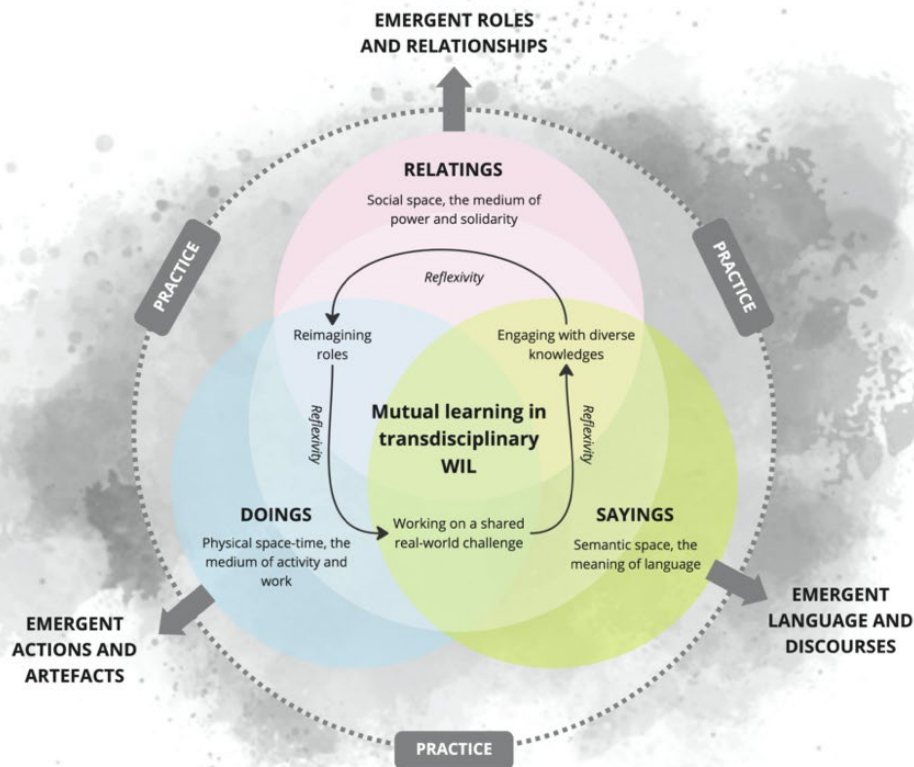 EMERGENT ROLES
AND RELATIONSHIPS
RELATINGS
Social space, the medium of
power and solidarity
PRACTICE
PRACTICE
Reflexivity
Reimagining
roles
Engaging with diverse
knowledges
Reflexivity
Mutual learning in
transdisciplinary
WIL
Reflexivity
DOINGS
Physical space-time, the
medium of activity and
work
Working on a shared
real-world challenge
SAYINGS
Semantic space, the
meaning of language
EMERGENT
ACTIONS AND
ARTEFACTS
EMERGENT
LANGUAGE AND
DISCOURSES
PRACTICE